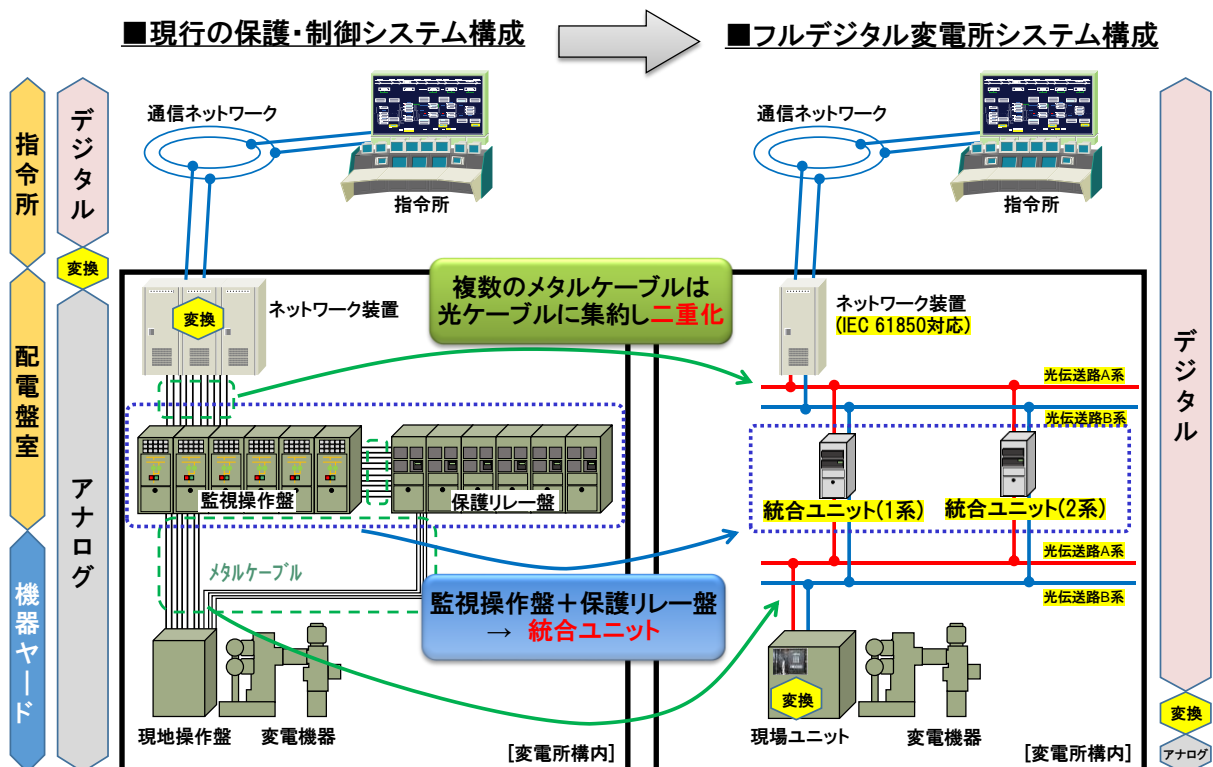 ■現行の保護・制御システム構成
■フルデジタル変電所システム構成
指令所
配電盤室
機器ヤード
デジタル
変換
アナログ
通信ネットワーク
指令所
変換
ネットワーク装置
監視操作盤
保護リレー盤
メタルケーブル
現地操作盤
変電機器
[変電所構内]
複数のメタルケーブルは
光ケーブルに集約し二重化
監視操作盤+保護リレー盤
→ 統合ユニット
通信ネットワーク
指令所
ネットワーク装置
(IEC 61850対応)
光伝送路A系
光伝送路B系
統合ユニット(1系)
統合ユニット(2系)
光伝送路A系
光伝送路B系
変換
現場ユニット
変電機器
[変電所構内]
デジタル
変換
アナログ